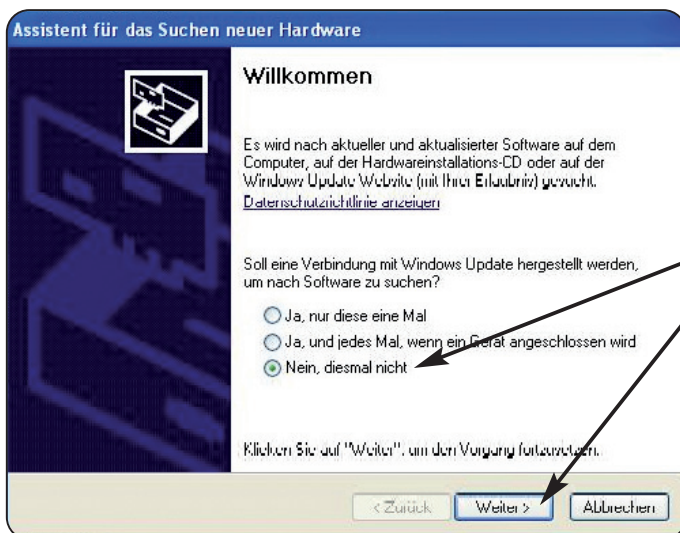 Assistent für das Suchen neuer Hardware
Willkommen
Es wird nach aktueller und aktualisierter Software auf dem
Computer, auf der Hardwareinstallations-CD oder auf der
Windows Update-Website (mit Ihrer Erlaubnis) gesucht.
Datenschutzrichtlinie anzeigen
Soll eine Verbindung mit Windows Update hergestellt werden,
um nach Software zu suchen?
Ja, nur diese eine Mal
Ja, und jedes Mal, wenn ein Gerät angeschlossen wird
Nein, diesmal nicht
Klicken Sie auf "Weiter", um den Vorgang fortzusetzen.
< Zurück
Weiter >
Abbrechen